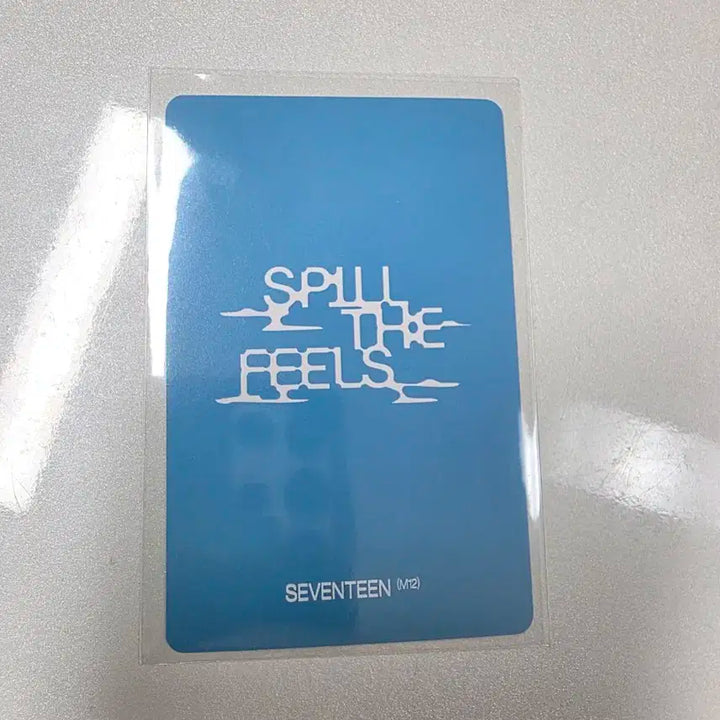 SPILL
THE
FEELS
SEVENTEEN (M12)